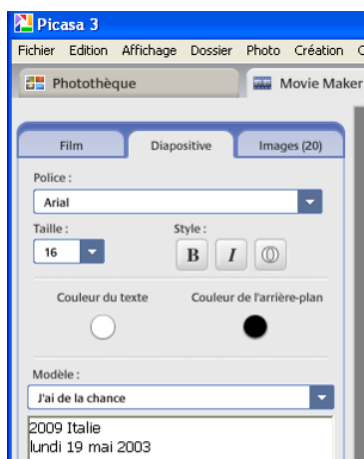 Picasa 3
Fichier Edition Affichage Dossier Photo Création
Photothèque Movie Maker
Film Diapositive Images (20)
Police :
Arial
Taille : Style :
16 B I
Couleur du texte Couleur de l'arrière-plan
Modèle :
J'ai de la chance
2009 Italie
lundi 19 mai 2003